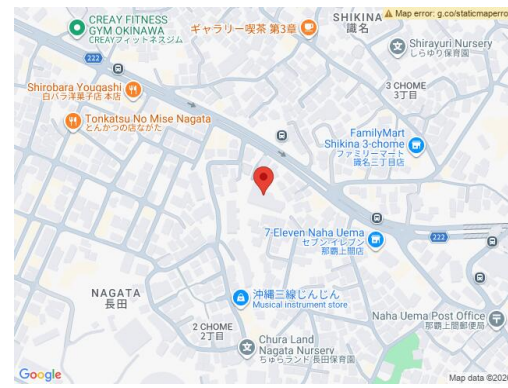 CREAY FITNESS
GYM OKINAWA
CREAYフィットネスジム
ギャラリー喫茶 第3章
SHIKINA
識名
Map error: g.co/staticmaperro
Shirayuri Nursery
しらゆり保育園
222
Shirobara Yougashi
白バラ洋菓子店 本店
3 CHOME
3丁目
Tonkatsu No Mise Nagata
とんかつの店ながた
FamilyMart
Shikina 3-chome
ファミリーマート
識名三丁目店
7-Eleven Naha Uema
セブン-イレブン
那覇上間店
222
NAGATA
長田
沖縄三線じんじん
Musical instrument store
Naha Uema Post Office
那覇上間郵便局
2 CHOME
2丁目
Chura Land
Nagata Nursery
ちゅらランド長田保育園
222
Google
Map data ©2026